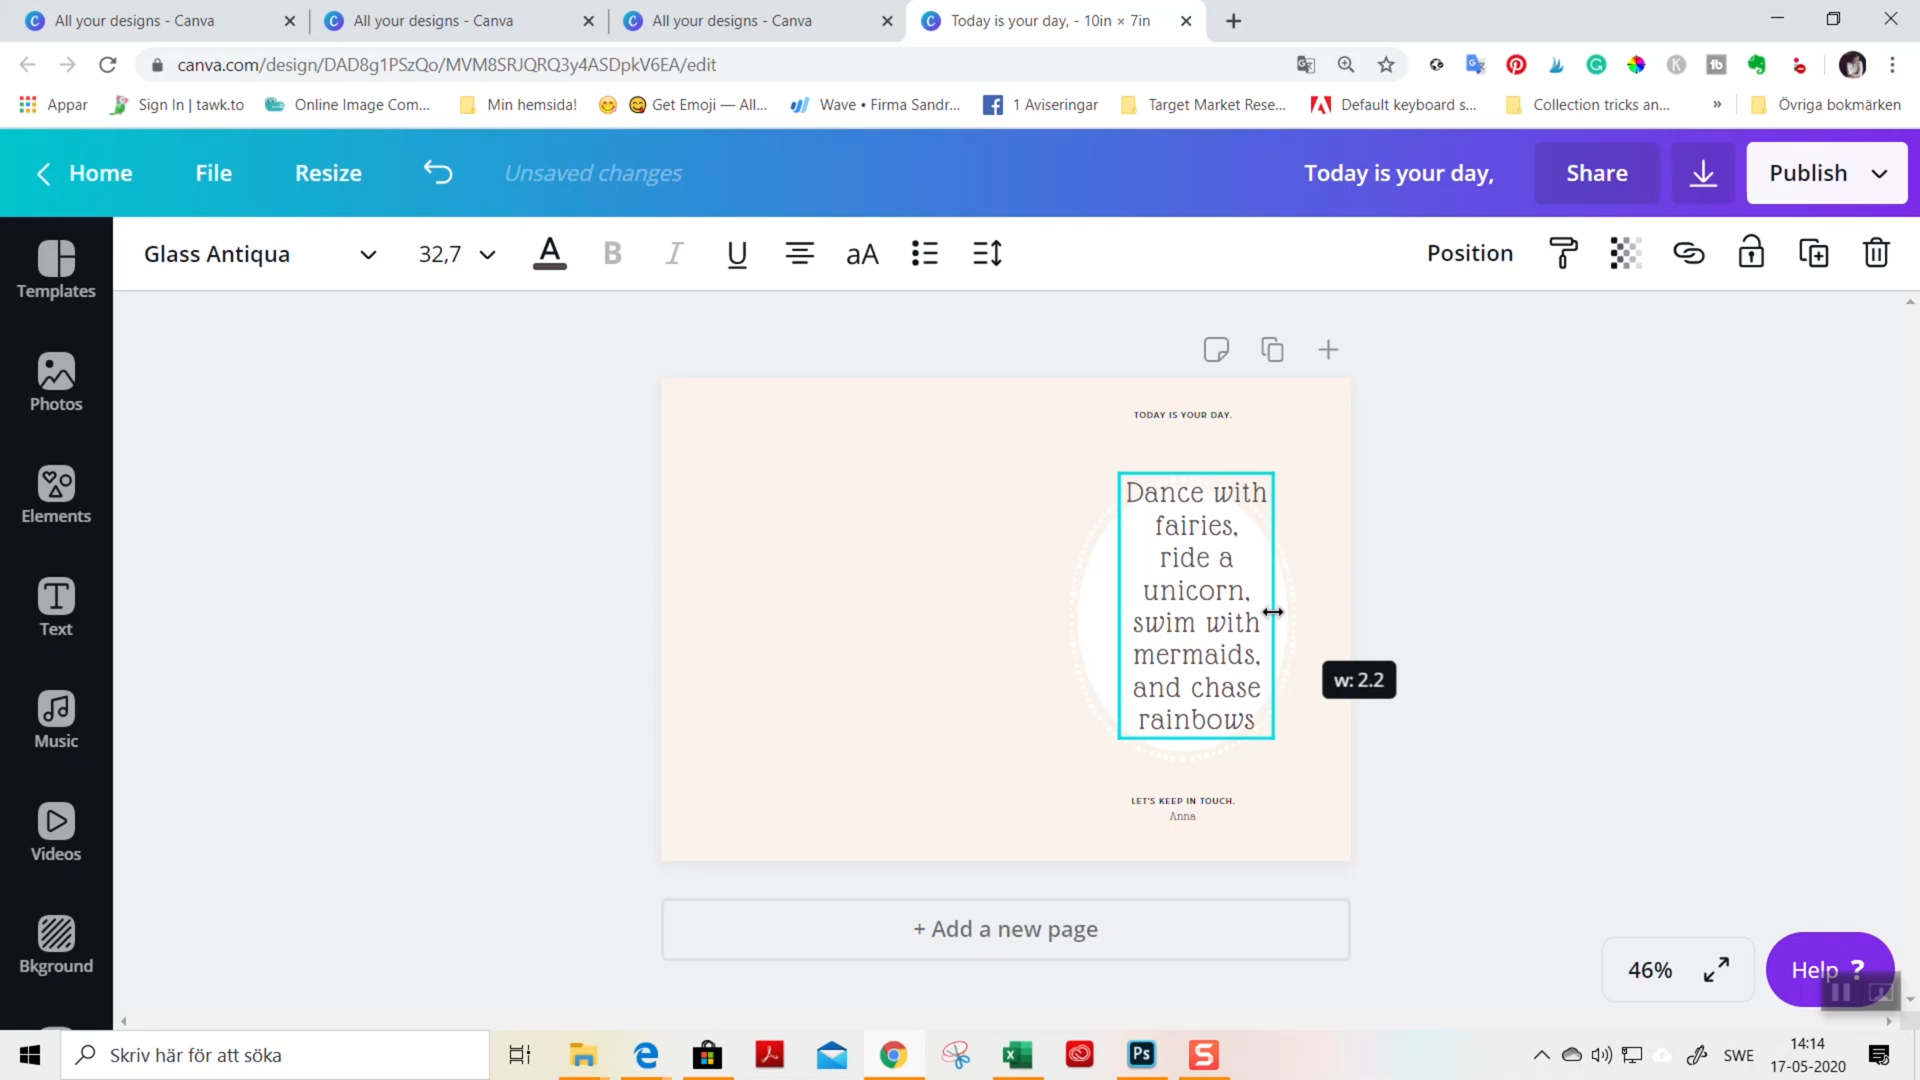 All your designs - Canva
All your designs - Canva
All your designs - Canva
Today is your day, - 10in × 7in
canva.com/design/DAD8g1PSzQo/MVM8SRJQRQ3y4ASDpkV6EA/edit
Appar
Sign In | tawk.to
Online Image Com...
Min hemsida!
Get Emoji — All...
Wave • Firma Sandr...
1 Aviseringar
Target Market Rese...
Default keyboard s...
Collection tricks an...
»
Övriga bokmärken
Home
File
Resize
Unsaved changes
Today is your day,
Share
Publish
Glass Antiqua
32,7
A
B
I
U
aA
Position
Templates
Photos
Elements
Text
Music
Videos
Bkground
TODAY IS YOUR DAY.
Dance with
fairies,
ride a
unicorn,
swim with
mermaids,
and chase
rainbows
w: 2.2
LET'S KEEP IN TOUCH.
Anna
+ Add a new page
46%
Help ?
Skriv här för att söka
SWE
14:14
17-05-2020